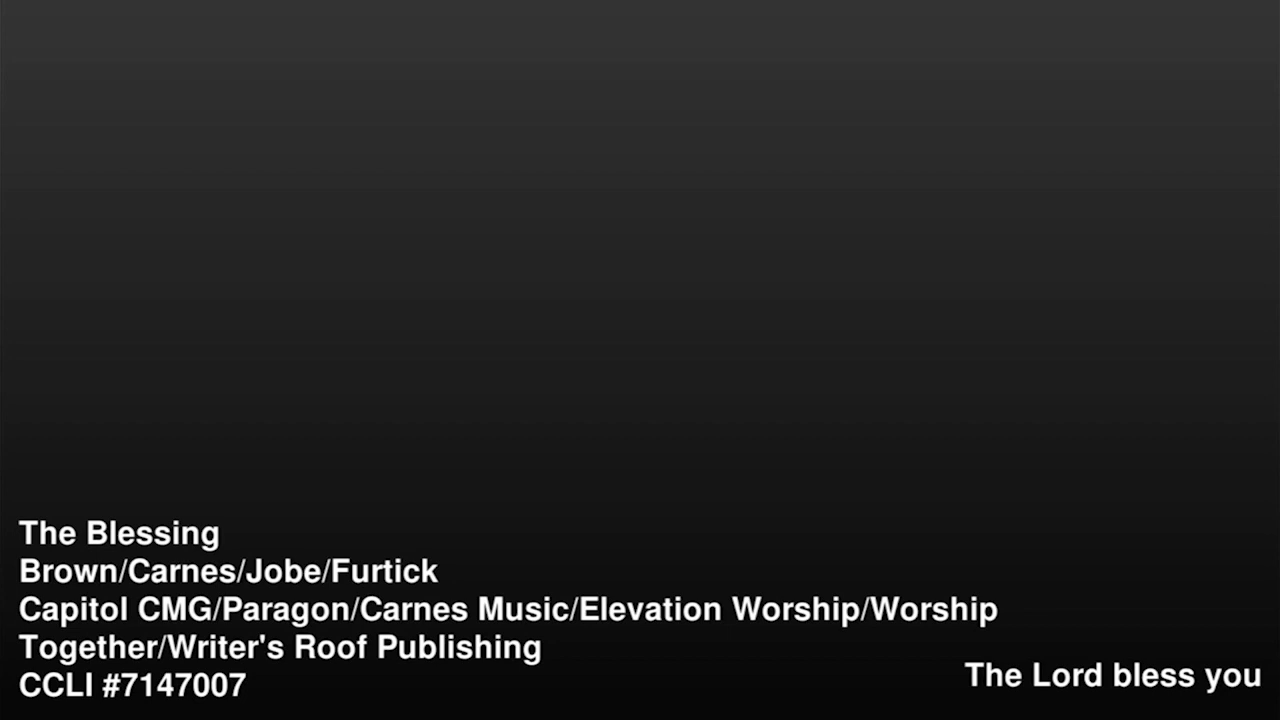 The Blessing
Brown/Carnes/Jobe/Furtick
Capitol CMG/Paragon/Carnes Music/Elevation Worship/Worship
Together/Writer's Roof Publishing
CCLI #7147007
The Lord bless you